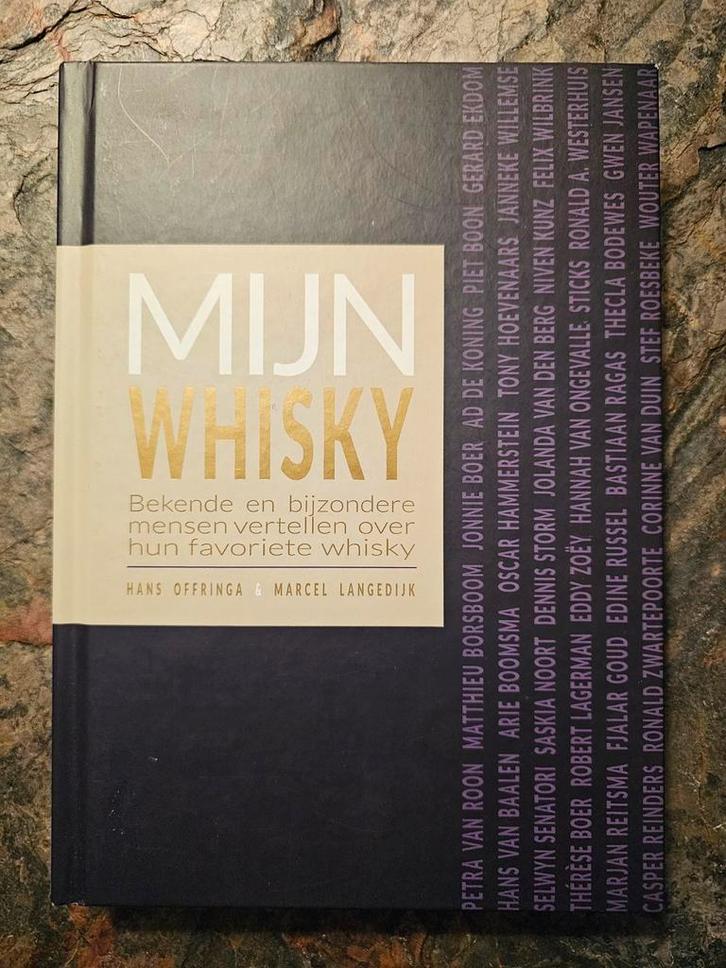 MIJN
WHISKY
Bekende en bijzondere
mensen vertellen over
hun favoriete whisky
HANS OFFRINGA & MARCEL LANGEDIJK
PETRA VAN ROON MATTHIEU BORSBOOM JONNIE BOER AD DE KONING PIET BOON GERARD EKDOM
HANS VAN BAALEN ARIE BOOMSMA OSCAR HAMMERSTEIN TONY HOEVENAARS JANNEKE WILLEMSE
SELWYN SENATORI SASKIA NOORT DENNIS STORM JOLANDA VAN DEN BERG NIVEN KUNZ FELIX WILBRINK
THÉRÈSE BOER ROBERT LAGERMAN EDDY ZOËY HANNAH VAN ONGEVALLE STICKS RONALD A. WESTERHUIS
MARJAN REITSMA FJALAR GOUD EDINE RUSSEL BASTIAAN RAGAS THECLA BODEWES GWEN JANSEN
CASPER REINDERS RONALD ZWARTEPOORTE CORINNE VAN DUIN STEF ROESBEKE WOUTER WAPENAAR